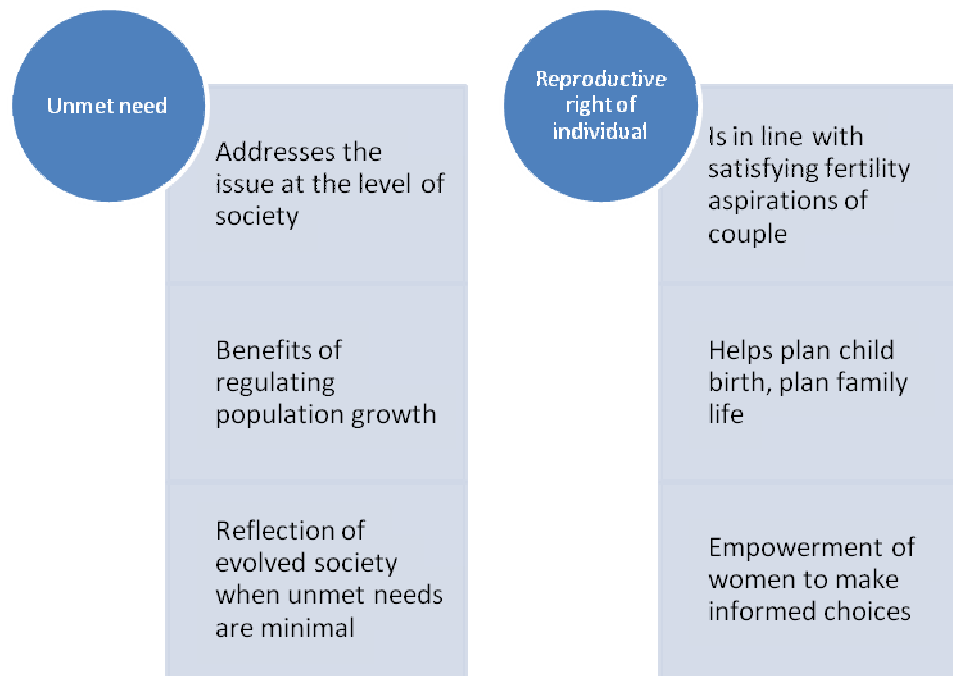 Unmet need
Addresses the
issue at the level of
society
Benefits of
regulating
population growth
Reflection of
evolved society
when unmet needs
are minimal
Reproductive
right of
individual
Is in line with
satisfying fertility
aspirations of
couple
Helps plan child
birth, plan family
life
Empowerment of
women to make
informed choices